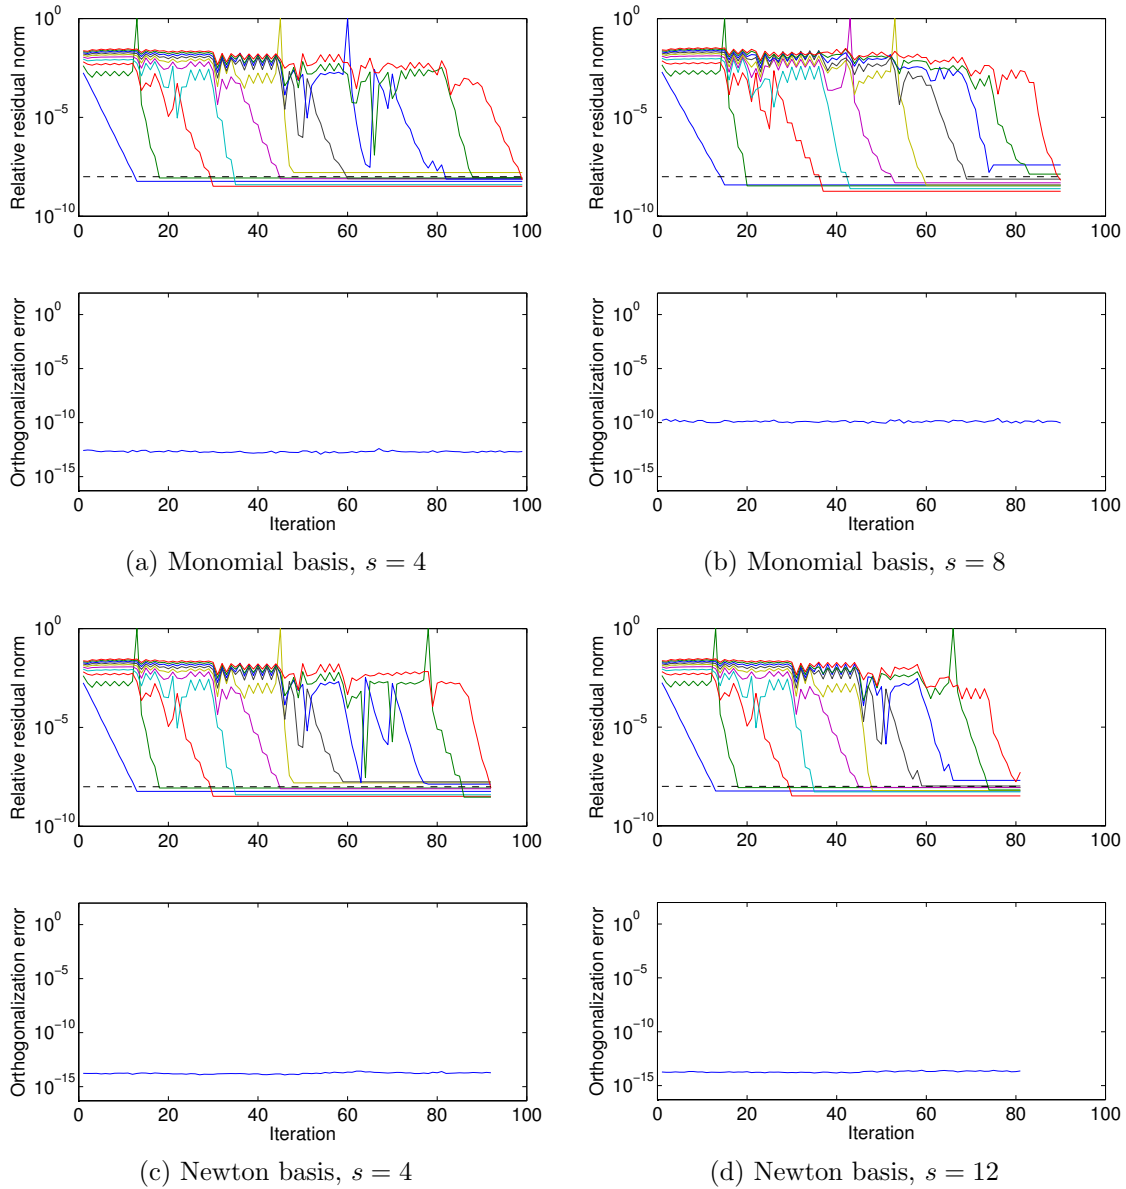 Relative residual norm
10^0
10^-5
10^-10
0 20 40 60 80 100
Orthogonalization error
10^0
10^-5
10^-10
10^-15
0 20 40 60 80 100
Iteration
(a) Monomial basis, s = 4
Relative residual norm
10^0
10^-5
10^-10
0 20 40 60 80 100
Orthogonalization error
10^0
10^-5
10^-10
10^-15
0 20 40 60 80 100
Iteration
(b) Monomial basis, s = 8
Relative residual norm
10^0
10^-5
10^-10
0 20 40 60 80 100
Orthogonalization error
10^0
10^-5
10^-10
10^-15
0 20 40 60 80 100
Iteration
(c) Newton basis, s = 4
Relative residual norm
10^0
10^-5
10^-10
0 20 40 60 80 100
Orthogonalization error
10^0
10^-5
10^-10
10^-15
0 20 40 60 80 100
Iteration
(d) Newton basis, s = 12